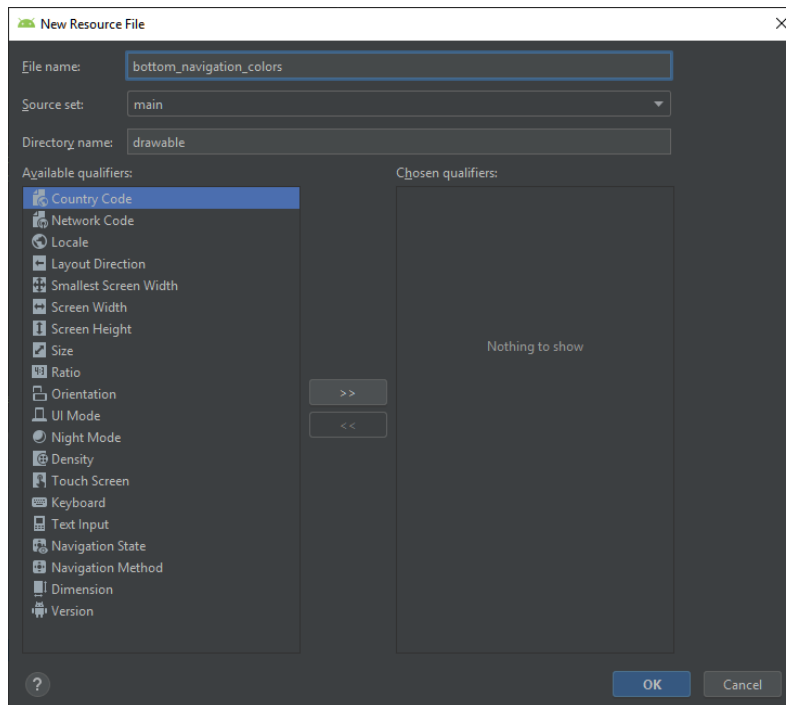 New Resource File
File name: bottom_navigation_colors
Source set: main
Directory name: drawable
Available qualifiers:
Country Code
Network Code
Locale
Layout Direction
Smallest Screen Width
Screen Width
Screen Height
Size
Ratio
Orientation
UI Mode
Night Mode
Density
Touch Screen
Keyboard
Text Input
Navigation State
Navigation Method
Dimension
Version
>>
<<
Chosen qualifiers:
Nothing to show
?
OK
Cancel